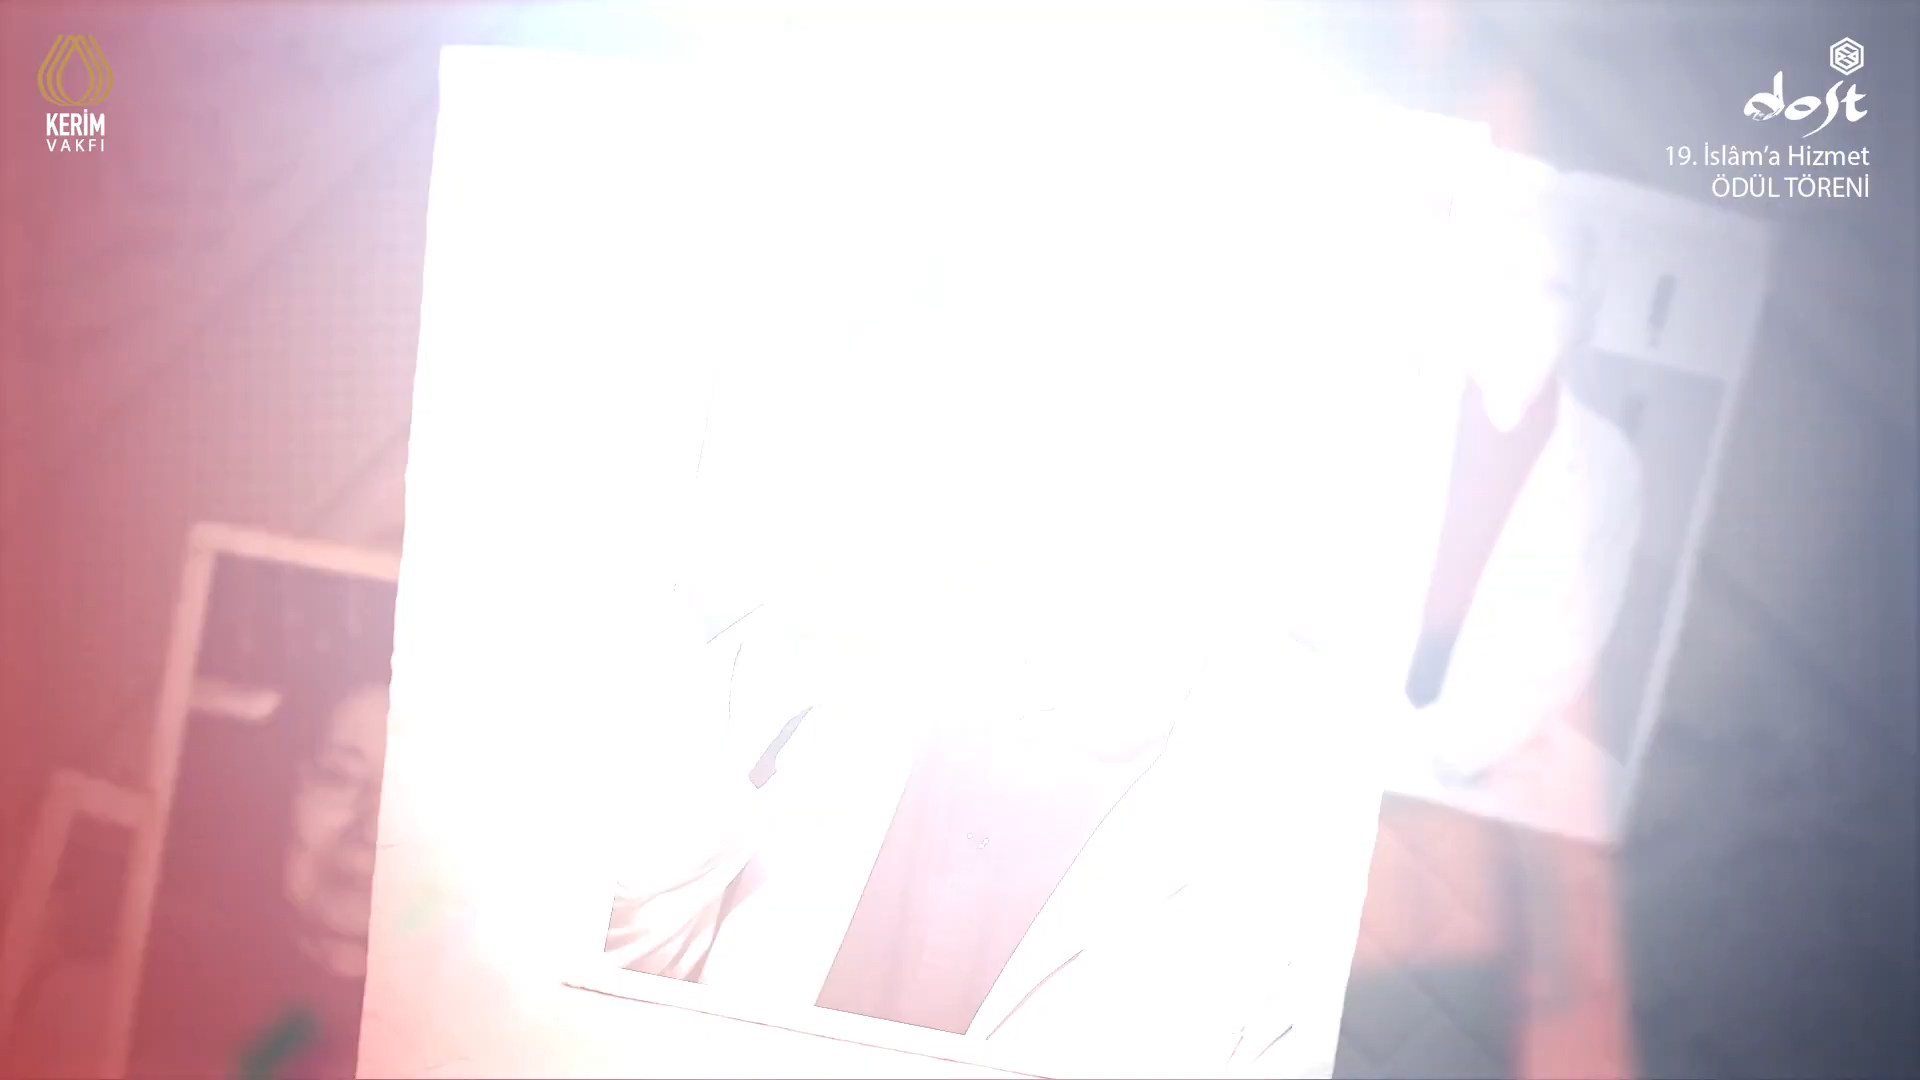 KERİM
VAKFI
dost
19. İslâm'a Hizmet
ÖDÜL TÖRENİ